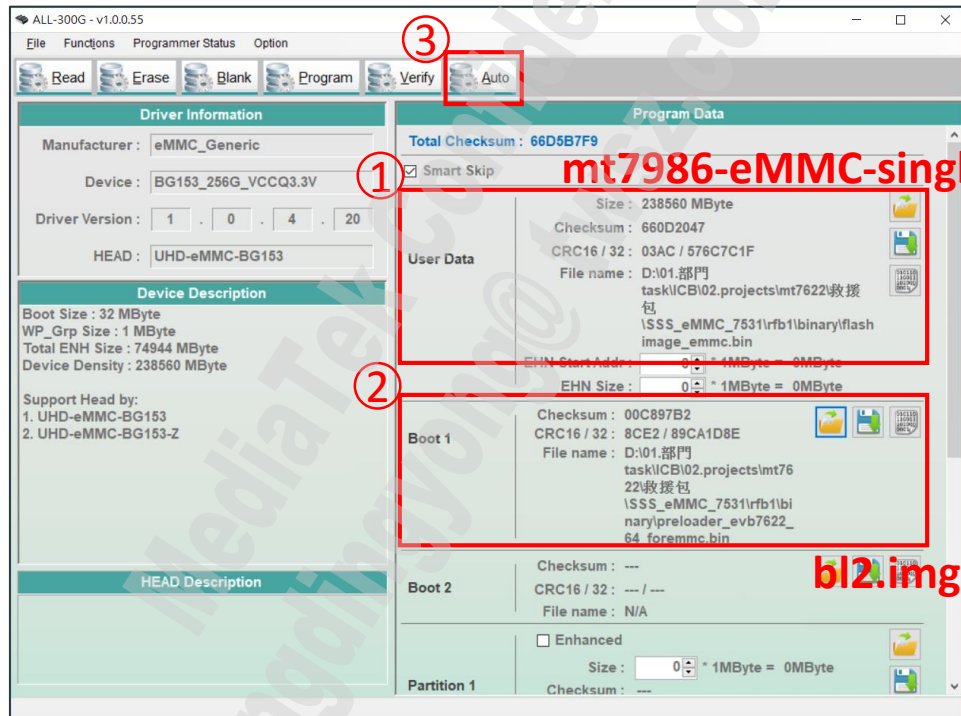 ALL-300G - v1.0.0.55
File Functions Programmer Status Option
③
Read Erase Blank Program Verify Auto
Driver Information
Manufacturer : eMMC_Generic
Device : BG153_256G_VCCQ3.3V
Driver Version : 1 . 0 . 4 . 20
HEAD : UHD-eMMC-BG153
Device Description
Boot Size : 32 MByte
WP_Grp Size : 1 MByte
Total ENH Size : 74944 MByte
Device Density : 238560 MByte
Support Head by:
1. UHD-eMMC-BG153
2. UHD-eMMC-BG153-Z
HEAD Description
Program Data
Total Checksum : 66D5B7F9
① Smart Skip
mt7986-eMMC-singl
User Data
Size : 238560 MByte
Checksum : 660D2047
CRC16 / 32 : 03AC / 576C7C1F
File name : D:\01.部門
task\ICB\02.projects\mt7622\救援
包
\SSS_eMMC_7531\rfb1\binary\flash
image_emmc.bin
EHN Start Addr : 0 * 1MByte = 0MByte
EHN Size : 0 * 1MByte = 0MByte
②
Boot 1
Checksum : 00C897B2
CRC16 / 32 : 8CE2 / 89CA1D8E
File name : D:\01.部門
task\ICB\02.projects\mt76
22\救援包
\SSS_eMMC_7531\rfb1\bi
nary\preloader_evb7622_
64_foremmc.bin
bl2.img
Boot 2
Checksum : ---
CRC16 / 32 : --- / ---
File name : N/A
Partition 1
Enhanced
Size : 0 * 1MByte = 0MByte
Checksum : ---